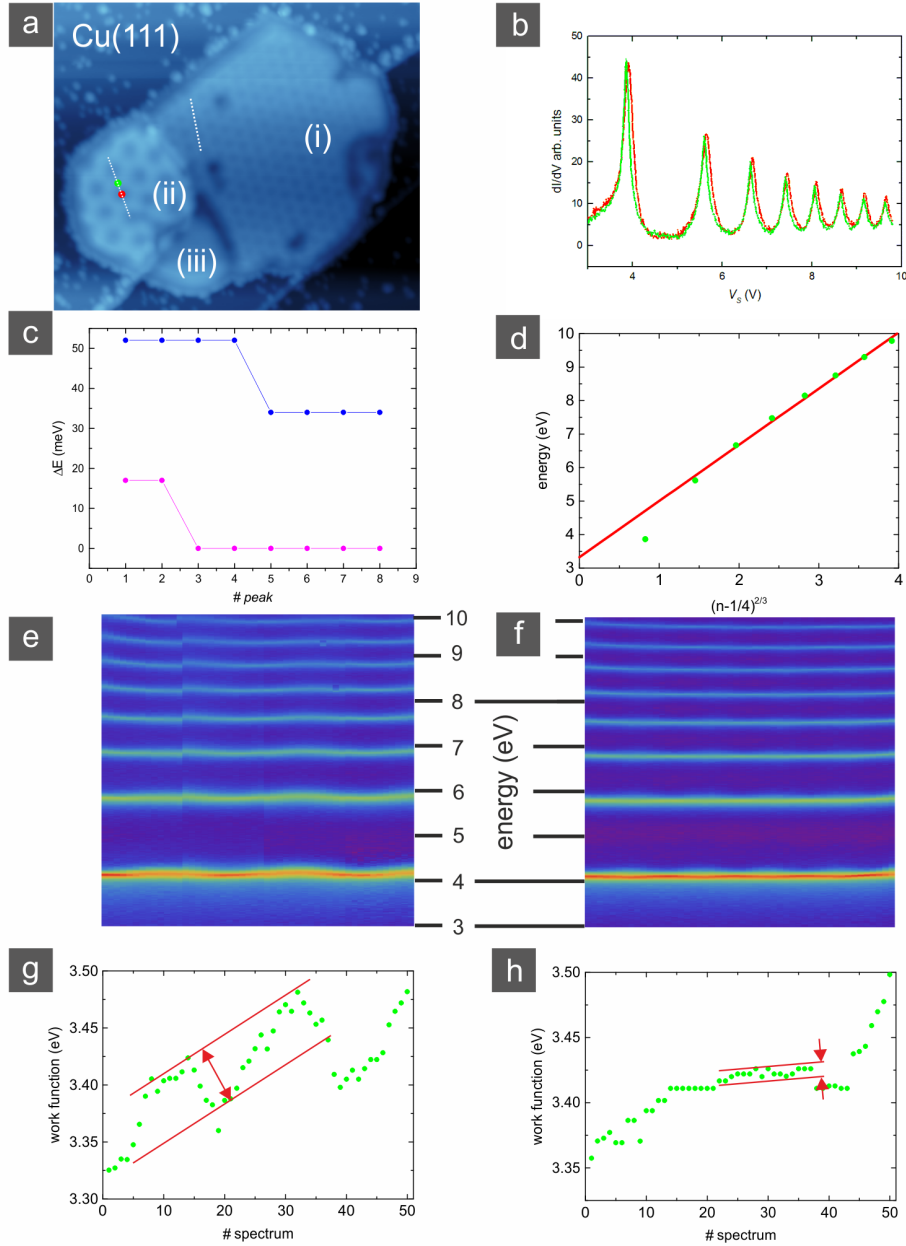 a
Cu(111)
(i)
(ii)
(iii)
b
50
40
30
20
10
0
dI/dV arb. units
4
6
8
10
V_S (V)
c
50
40
30
20
10
0
ΔE (meV)
0
1
2
3
4
5
6
7
8
9
# peak
d
10
9
8
7
6
5
4
3
energy (eV)
0
1
2
3
4
(n-1/4)^{2/3}
e
f
10
9
8
7
6
5
4
3
energy (eV)
g
3.50
3.45
3.40
3.35
3.30
work function (eV)
0
10
20
30
40
50
# spectrum
h
3.50
3.45
3.40
3.35
work function (eV)
0
10
20
30
40
50
# spectrum